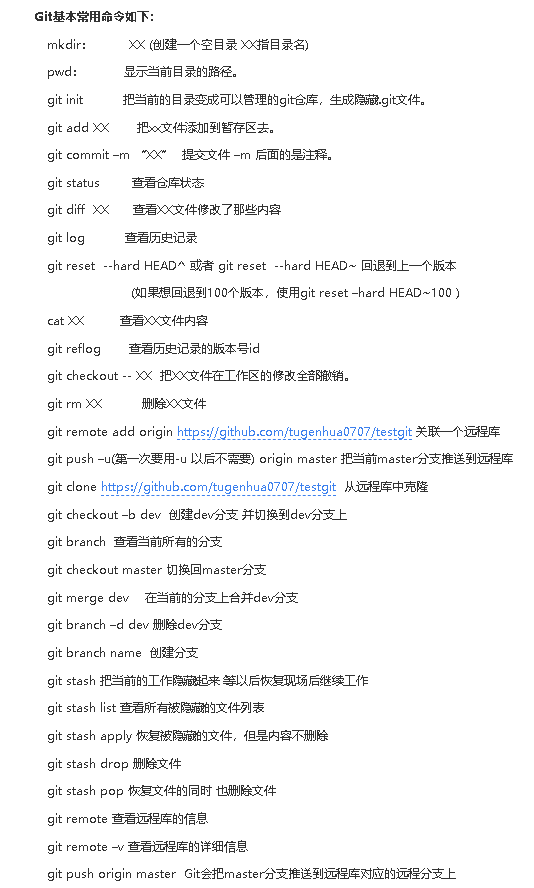 Git基本常用命令如下：
mkdir： XX (创建一个空目录 XX指目录名)
pwd： 显示当前目录的路径。
git init 把当前的目录变成可以管理的git仓库，生成隐藏.git文件。
git add XX 把xx文件添加到暂存区去。
git commit –m “XX” 提交文件 –m 后面的是注释。
git status 查看仓库状态
git diff XX 查看XX文件修改了那些内容
git log 查看历史记录
git reset --hard HEAD^ 或者 git reset --hard HEAD~ 回退到上一个版本
(如果想回退到100个版本，使用git reset –hard HEAD~100 )
cat XX 查看XX文件内容
git reflog 查看历史记录的版本号id
git checkout -- XX 把XX文件在工作区的修改全部撤销。
git rm XX 删除XX文件
git remote add origin https://github.com/tugenhua0707/testgit 关联一个远程库
git push –u(第一次要用-u 以后不需要) origin master 把当前master分支推送到远程库
git clone https://github.com/tugenhua0707/testgit 从远程库中克隆
git checkout –b dev 创建dev分支 并切换到dev分支上
git branch 查看当前所有的分支
git checkout master 切换回master分支
git merge dev 在当前的分支上合并dev分支
git branch –d dev 删除dev分支
git branch name 创建分支
git stash 把当前的工作隐藏起来 等以后恢复现场后继续工作
git stash list 查看所有被隐藏的文件列表
git stash apply 恢复被隐藏的文件，但是内容不删除
git stash drop 删除文件
git stash pop 恢复文件的同时 也删除文件
git remote 查看远程库的信息
git remote –v 查看远程库的详细信息
git push origin master Git会把master分支推送到远程库对应的远程分支上